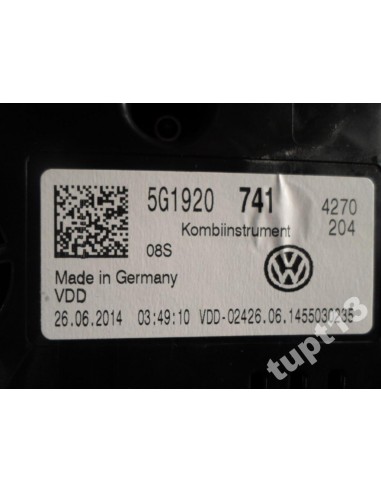 5G1920 741 4270
Kombiinstrument 204
08S
Made in Germany
VDD
26.06.2014 03:49:10 VDD-02426.06.1455030235
tupt18